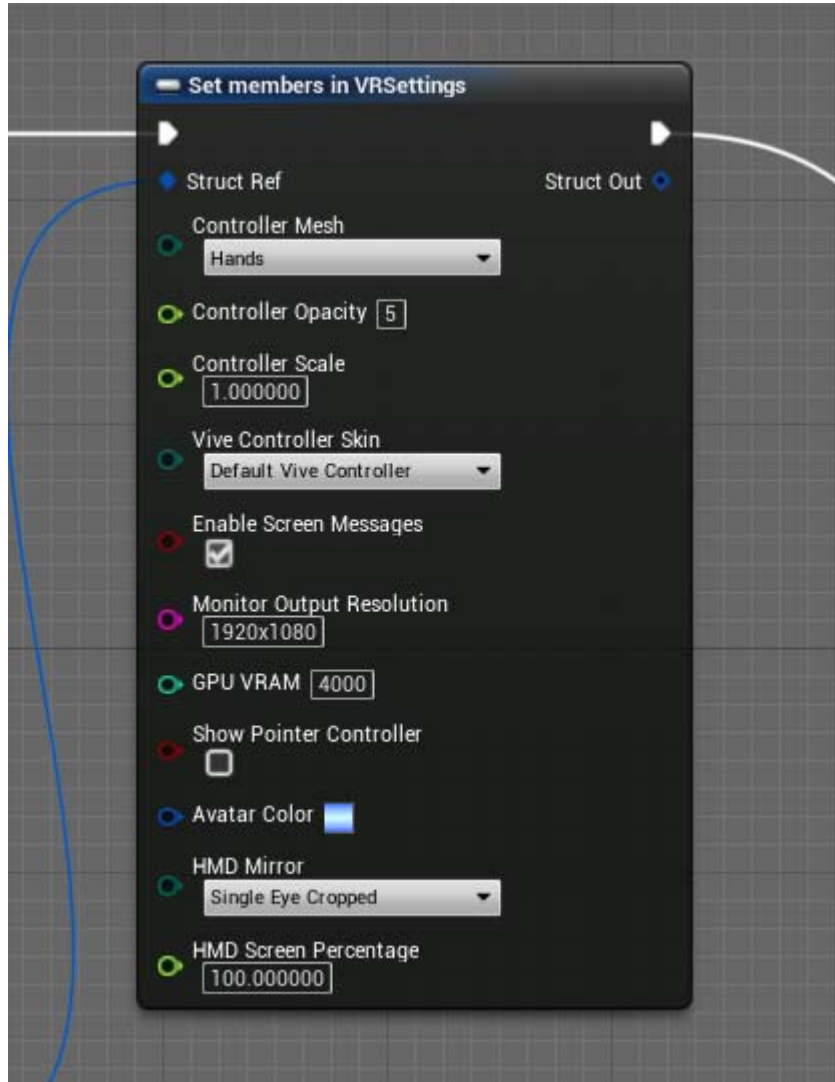 Set members in VRSettings
Struct Ref Struct Out
Controller Mesh
Hands
Controller Opacity 5
Controller Scale
1.000000
Vive Controller Skin
Default Vive Controller
Enable Screen Messages
Monitor Output Resolution
1920x1080
GPU VRAM 4000
Show Pointer Controller
Avatar Color
HMD Mirror
Single Eye Cropped
HMD Screen Percentage
100.000000